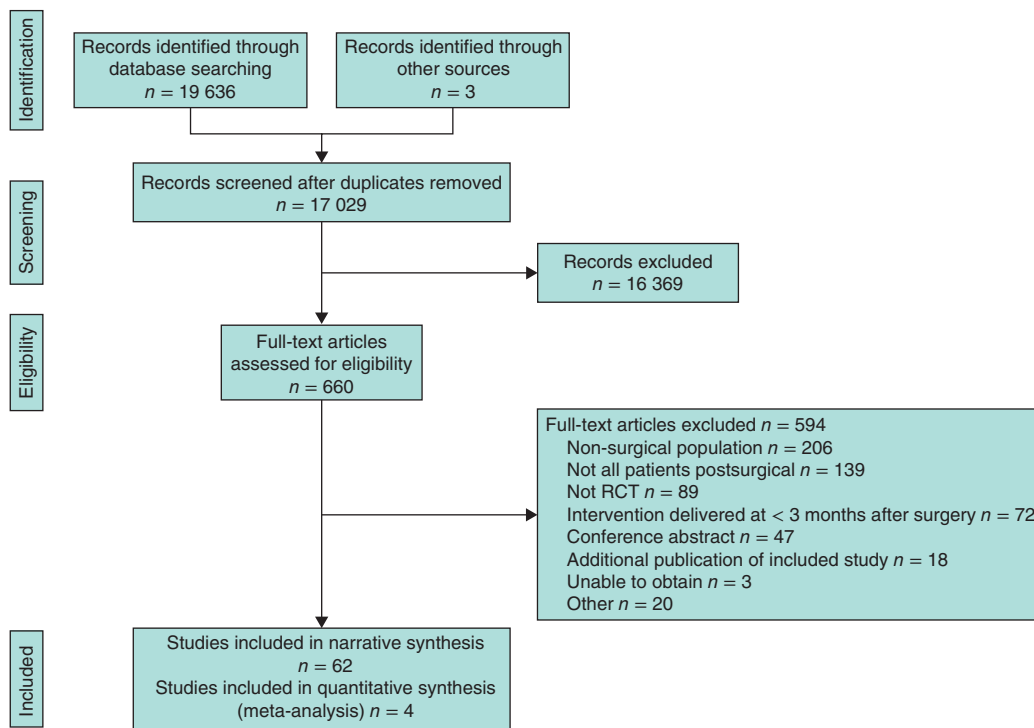 Identification
Records identified through
database searching
n = 19 636
Records identified through
other sources
n = 3
Screening
Records screened after duplicates removed
n = 17 029
Records excluded
n = 16 369
Eligibility
Full-text articles
assessed for eligibility
n = 660
Full-text articles excluded n = 594
Non-surgical population n = 206
Not all patients postsurgical n = 139
Not RCT n = 89
Intervention delivered at < 3 months after surgery n = 72
Conference abstract n = 47
Additional publication of included study n = 18
Unable to obtain n = 3
Other n = 20
Included
Studies included in narrative synthesis
n = 62
Studies included in quantitative synthesis
(meta-analysis) n = 4